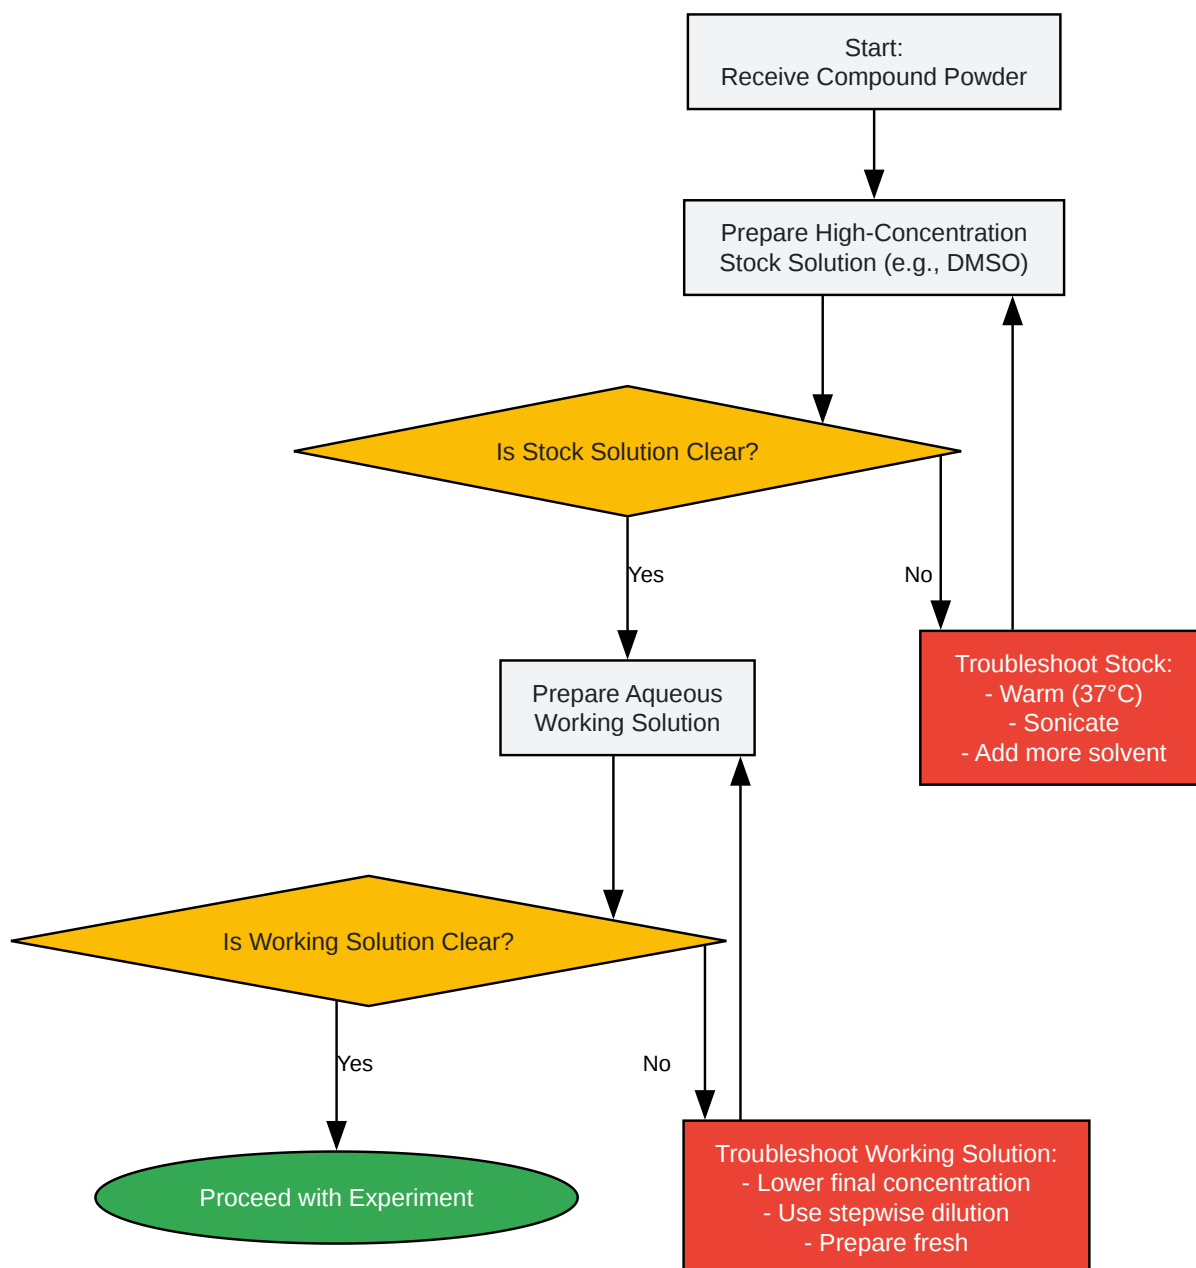 Start:
Receive Compound Powder
Prepare High-Concentration
Stock Solution (e.g., DMSO)
Is Stock Solution Clear?
Yes
No
Troubleshoot Stock:
- Warm (37°C)
- Sonicate
- Add more solvent
Prepare Aqueous
Working Solution
Is Working Solution Clear?
Yes
No
Troubleshoot Working Solution:
- Lower final concentration
- Use stepwise dilution
- Prepare fresh
Proceed with Experiment